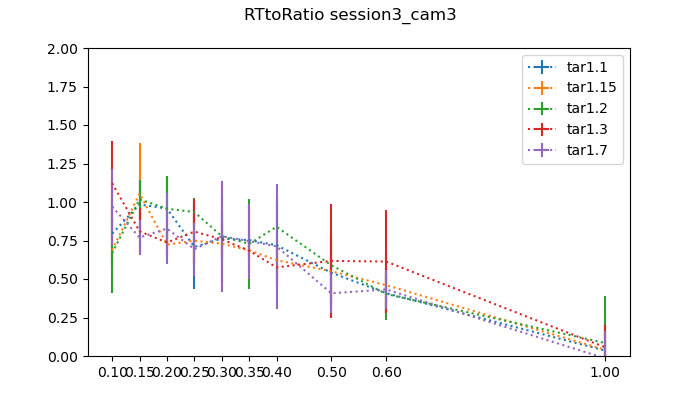 RTtoRatio session3_cam3
2.00
1.75
1.50
1.25
1.00
0.75
0.50
0.25
0.00
tar1.1
tar1.15
tar1.2
tar1.3
tar1.7
0.10 0.15 0.20 0.25 0.30 0.35 0.40 0.50 0.60 1.00